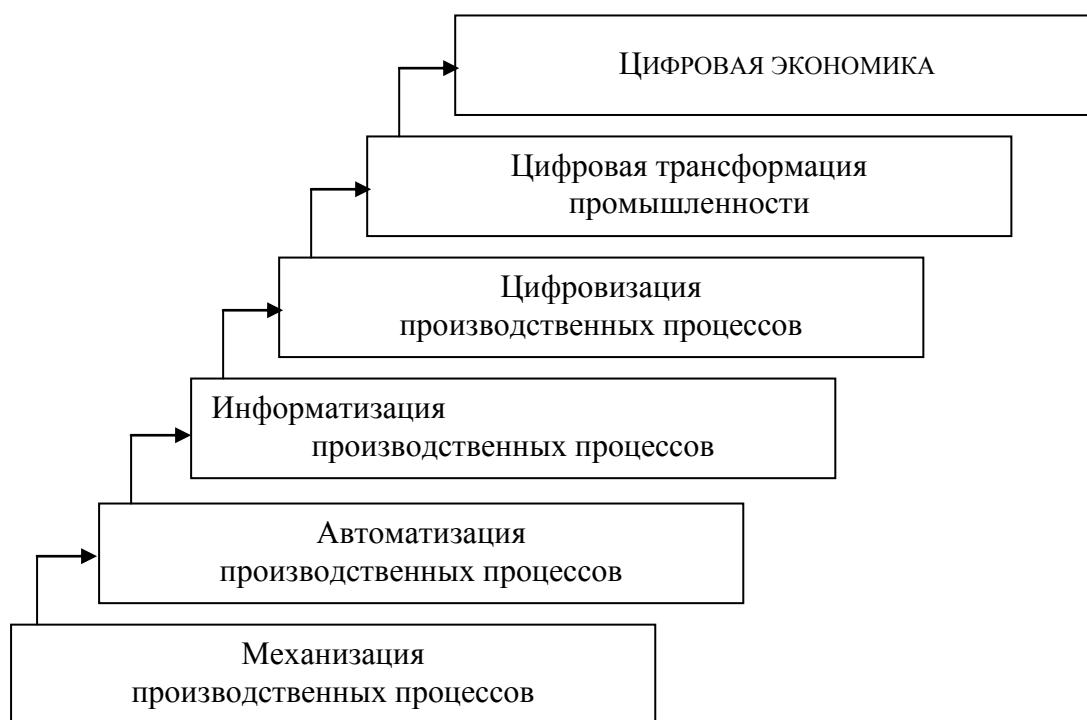 ЦИФРОВАЯ ЭКОНОМИКА
Цифровая трансформация
промышленности
Цифровизация
производственных процессов
Информатизация
производственных процессов
Автоматизация
производственных процессов
Механизация
производственных процессов